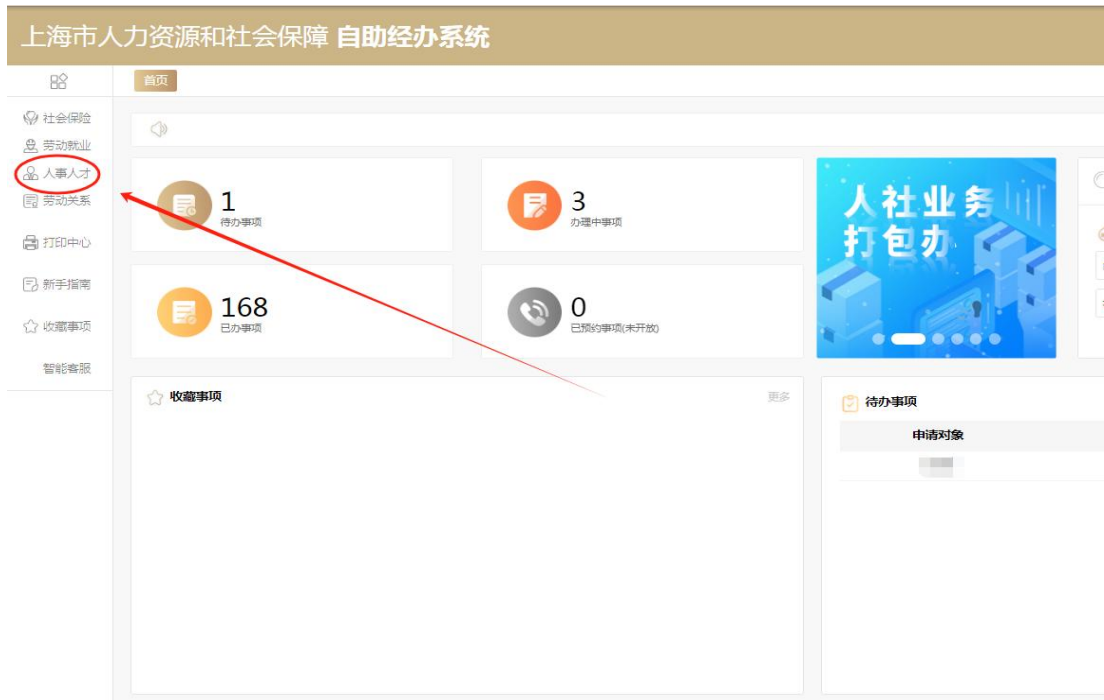 上海市人力资源和社会保障 自助经办系统
首页
社会保险
劳动就业
人事人才
劳动关系
打印中心
新手指南
收藏事项
智能客服
1
待办事项
3
办理中事项
168
已办事项
0
已预约事项(未开放)
人社业务
打包办
收藏事项
更多
待办事项
申请对象